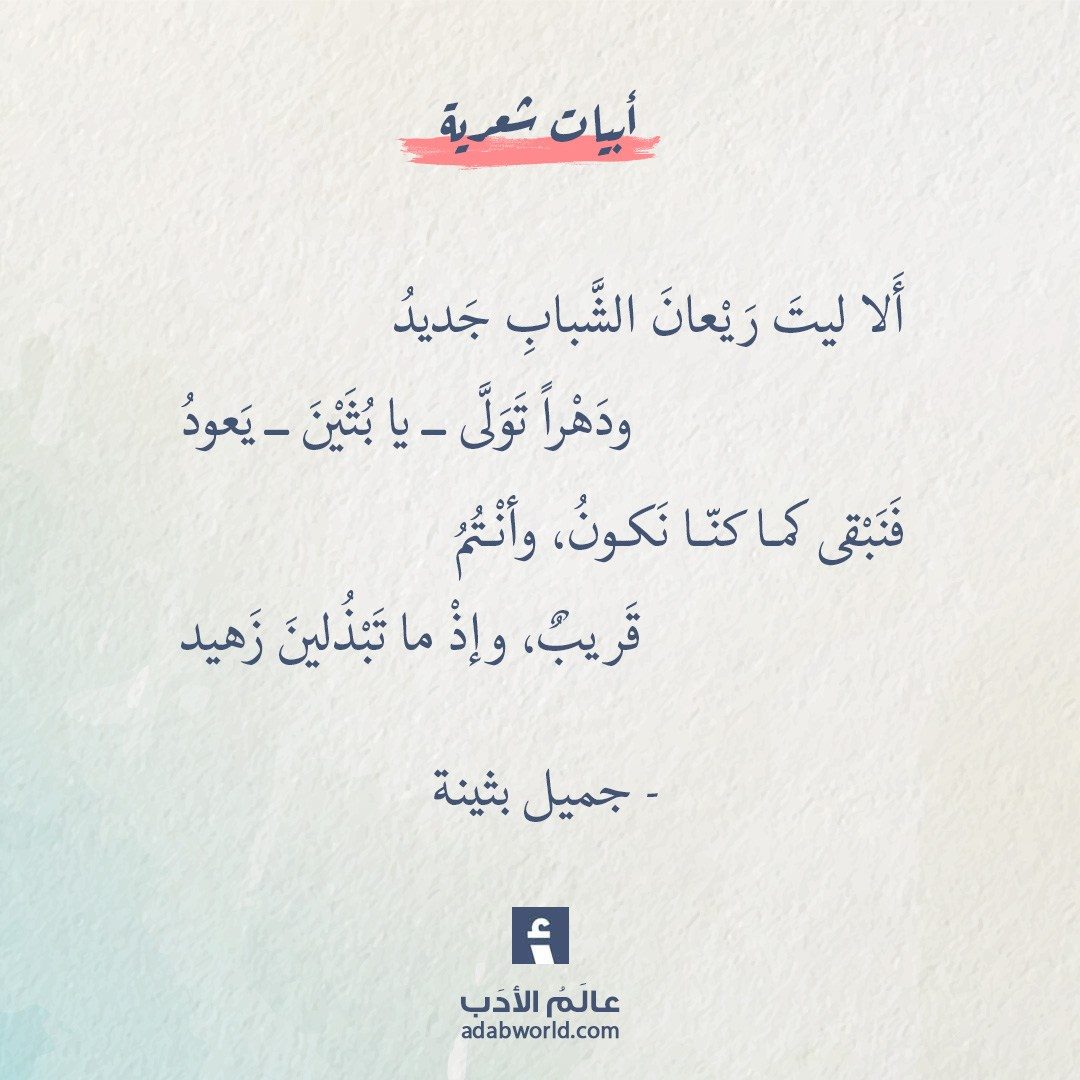 أبيات شعرية
أَلا ليتَ رَيْعانَ الشَّبابِ جَديدُ
ودَهْراً تَوَلَّى – يا بُثَيْنَ – يَعودُ
فَنَبْقى كما كنّا نَكونُ، وأنْتُمُ
قَريبٌ، وإذْ ما تَبْذُلينَ زَهيد
- جميل بثينة
أ
عالَمُ الأدَب
adabworld.com